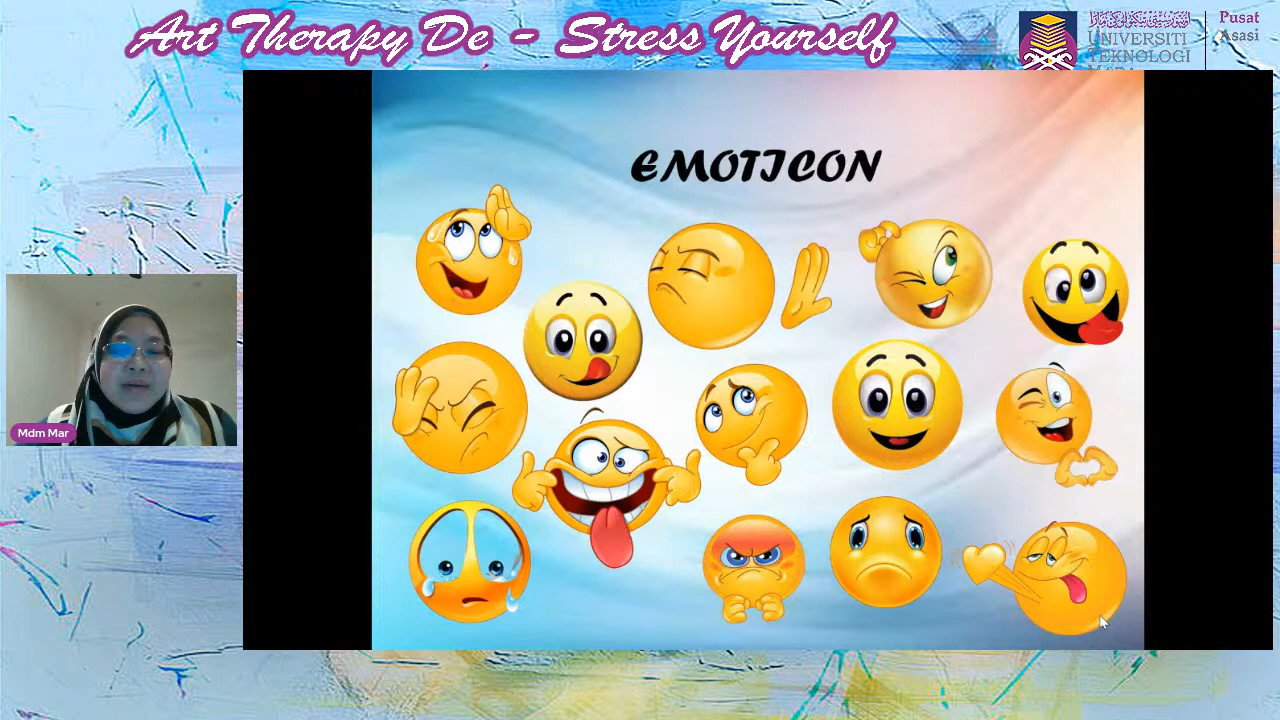 Art Therapy De - Stress Yourself
UNIVERSITI
TEKNOLOGI
Pusat
Asasi
EMOTICON
Mdm Mar